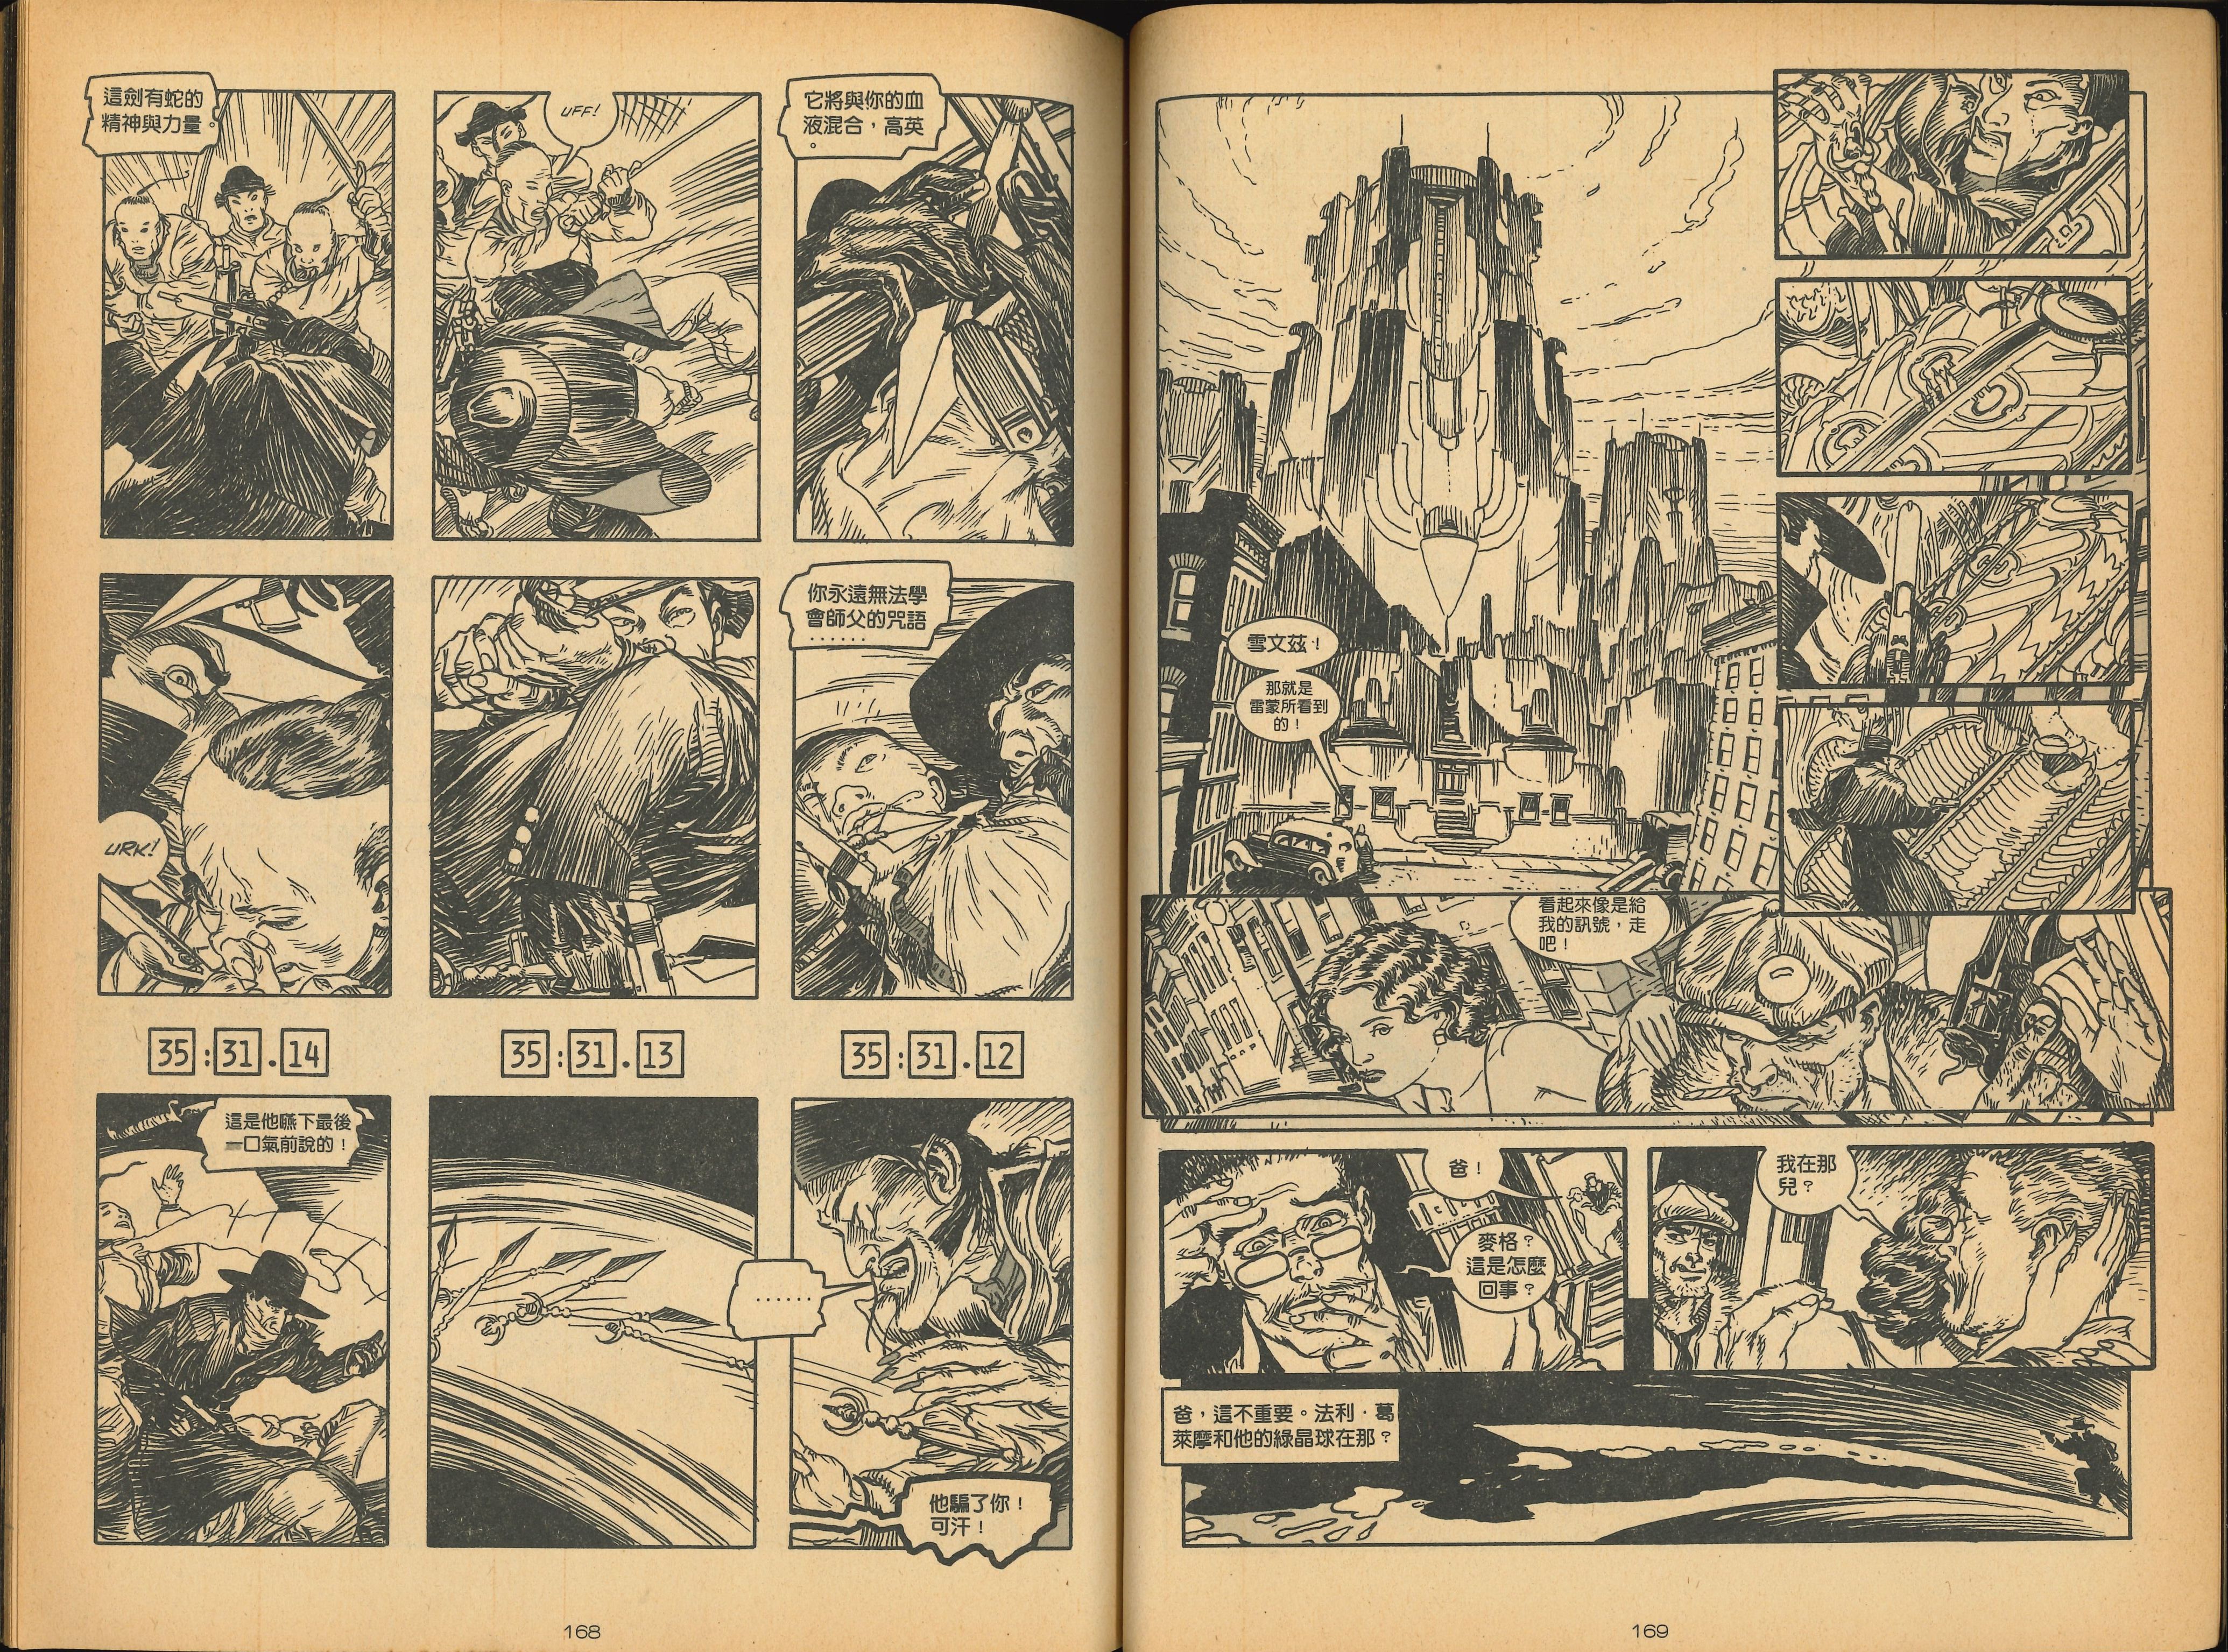 這劍有蛇的
精神與力量。
UFF!
它將與你的血
液混合，高英
。
URK!
你永遠無法學
會師父的咒語
……
35:31.14
35:31.13
35:31.12
這是他嚥下最後
一口氣前說的！
……
他騙了你！
可汗！
168
雪文茲！
那就是
雷蒙所看到
的！
看起來像是給
我的訊號，走
吧！
爸！
麥格？
這是怎麼
回事？
我在那
兒？
爸，這不重要。法利·葛
萊摩和他的綠晶球在那？
169